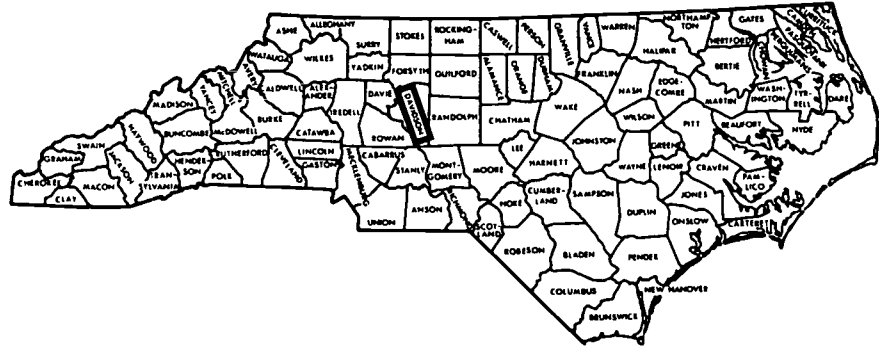 ASHE
ALLEGHANY
SURRY
STOKES
ROCKING-
HAM
CASWELL
PERSON
GRANVILLE
VANCE
WARREN
NORTHAMP
TON
GATES
HERTFORD
CURRITUCK
CAMDEN
PASQUOTANK
PERQUIMANS
CHOWAN
WATAUGA
WILKES
YADKIN
FORSYTH
GUILFORD
ALAMANCE
ORANGE
DURHAM
FRANKLIN
HALIFAX
BERTIE
AVERY
MITCHELL
YANCEY
CALDWELL
ALEX-
ANDER
IREDELL
DAVIE
DAVIDSON
RANDOLPH
CHATHAM
WAKE
NASH
EDGE-
COMBE
MARTIN
WASH-
INGTON
TYR-
RELL
DARE
MADISON
BUNCOMBE
McDOWELL
BURKE
CATAWBA
ROWAN
WILSON
PITT
BEAUFORT
HYDE
GRAHAM
SWAIN
HAYWOOD
RUTHERFORD
CLEVELAND
LINCOLN
GASTON
CABARRUS
STANLY
MONT-
GOMERY
MOORE
LEE
HARNETT
JOHNSTON
WAYNE
GREENE
LENOIR
CRAVEN
PAM-
LICO
CHEROKEE
CLAY
MACON
JACKSON
TRAN-
SYLVANIA
HENDER-
SON
POLK
MECKLENBURG
UNION
ANSON
RICHMOND
SCOT-
LAND
HOKE
CUMBER-
LAND
SAMPSON
DUPLIN
JONES
ONSLOW
CARTERET
ROBESON
BLADEN
PENDER
COLUMBUS
NEW HANOVER
BRUNSWICK